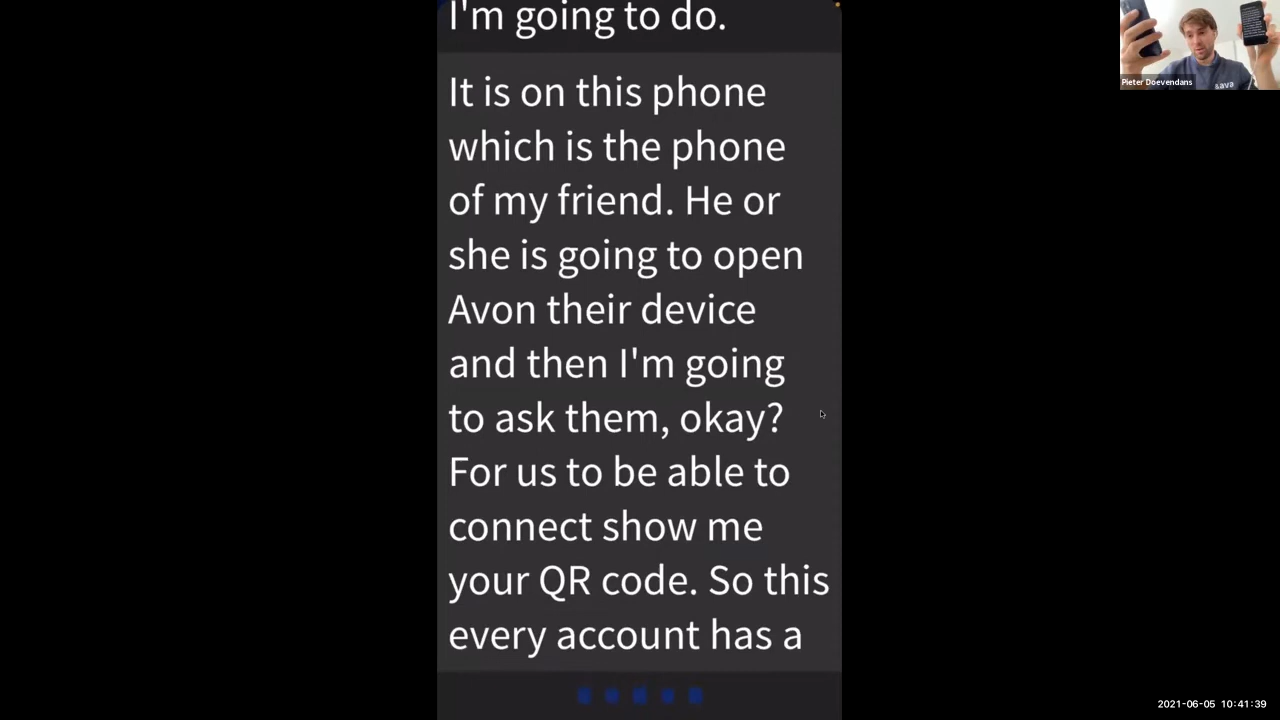 I'm going to do.
It is on this phone
which is the phone
of my friend. He or
she is going to open
Avon their device
and then I'm going
to ask them, okay?
For us to be able to
connect show me
your QR code. So this
every account has a
Pieter Doevendans
ava
2021-06-05 10:41:39